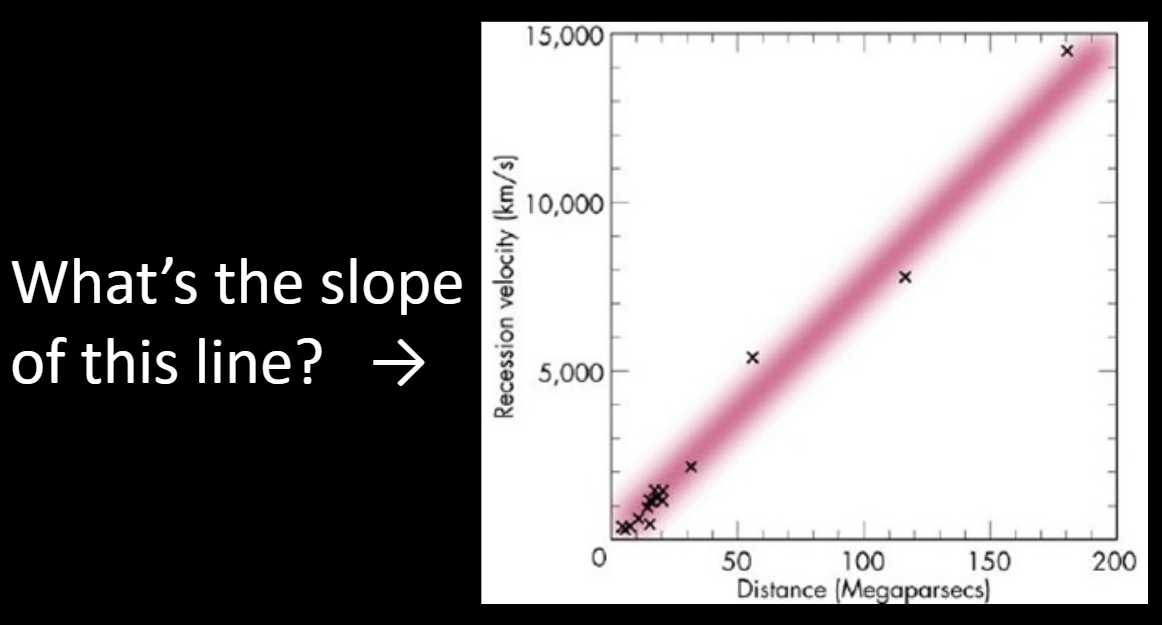 What’s the slope
of this line? →
15,000
10,000
5,000
0
50
100
150
200
Recession velocity (km/s)
Distance (Megaparsecs)